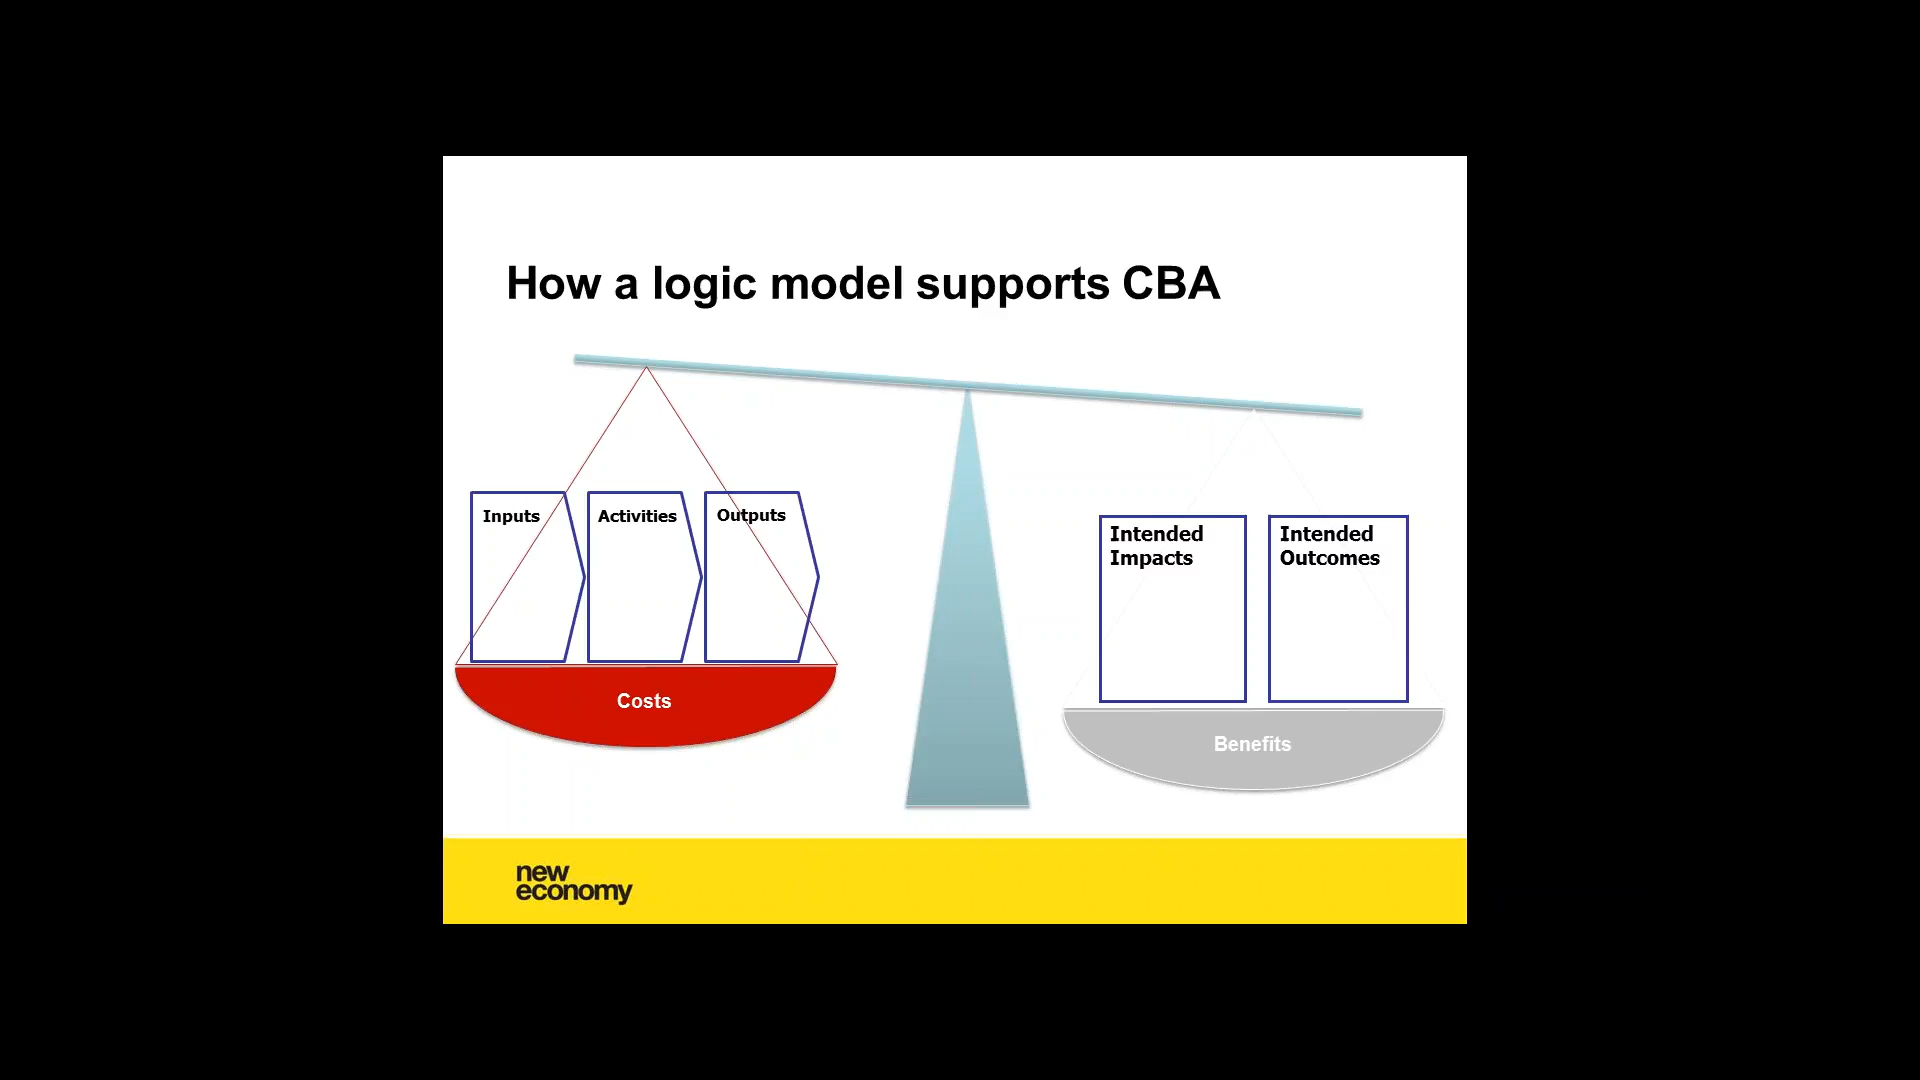 How a logic model supports CBA
Inputs
Activities
Outputs
Costs
Intended
Impacts
Intended
Outcomes
Benefits
new
economy